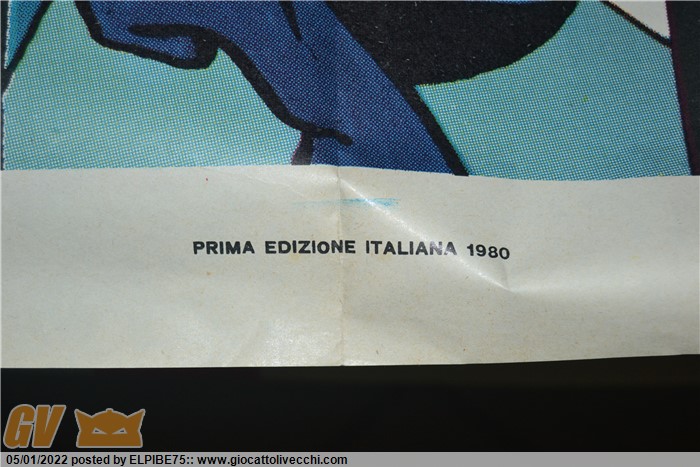 PRIMA EDIZIONE ITALIANA 1980
GV
05/01/2022 posted by ELPIBE75:: www.giocattolivecchi.com